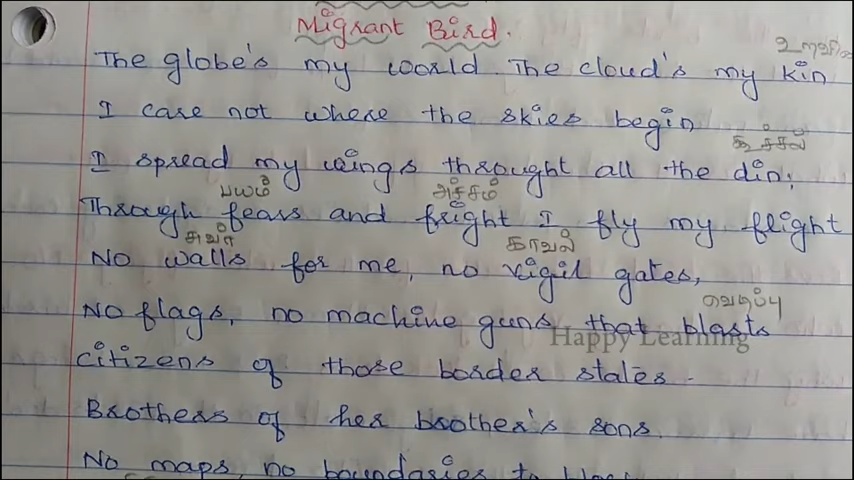 Migrant Bird.
உறவின
The globe's my world. The cloud's my kin
I care not where the skies begin
கூச்சல்
I spread my wings throught all the din;
பயம் அச்சம்
Through fears and fright I fly my flight
சுவர் காவல்
No walls for me, no vigil gates,
வெடிப்பு
No flags, no machine guns that blasts
Happy Learning
citizens of those border states.
Brothers of her brother's sons.
No maps, no boundaries to